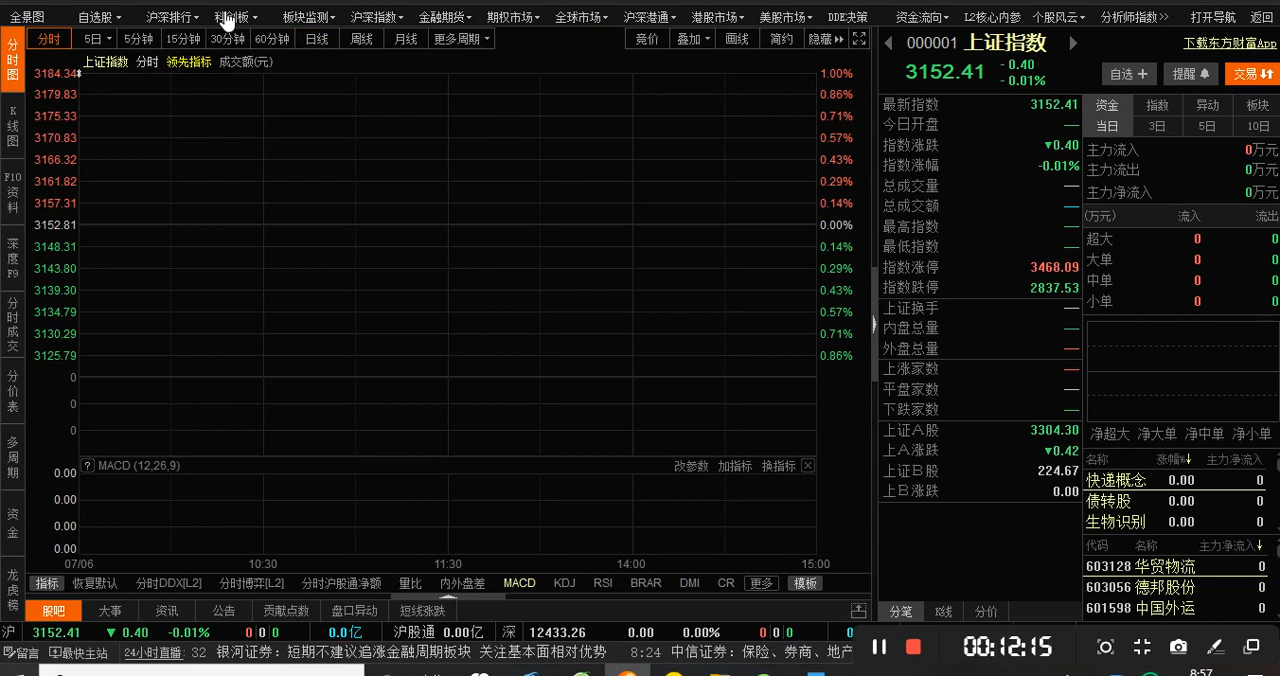 全景图 自选股 沪深排行 科创板 板块监测 沪深指数 金融期货 期权市场 全球市场 沪深港通 港股市场 美股市场 DDE决策 资金流向 L2核心内参 个股风云 分析师指数>> 打开导航 返回
分时 5日 5分钟 15分钟 30分钟 60分钟 日线 周线 月线 更多周期 竞价 叠加 画线 简约 隐藏
000001 上证指数 下载东方财富App
3152.41 - 0.40 - 0.01% 自选 + 提醒 交易
分时图
K线图
F10资料
深度F9
分时成交
分价表
多周期
资金
龙虎榜
上证指数 分时 领先指标 成交额(元)
3184.34 1.00%
3179.83 0.86%
3175.33 0.71%
3170.83 0.57%
3166.32 0.43%
3161.82 0.29%
3157.31 0.14%
3152.81 0.00%
3148.31 0.14%
3143.80 0.29%
3139.30 0.43%
3134.79 0.57%
3130.29 0.71%
3125.79 0.86%
0
0
0
? MACD (12,26,9) 改参数 加指标 换指标
0.00
0.00
0.00
0.00
07/06 10:30 11:30 14:00 15:00
指标 恢复默认 分时DDX[L2] 分时博弈[L2] 分时沪股通净额 量比 内外盘差 MACD KDJ RSI BRAR DMI CR 更多 模板
股吧 大事 资讯 公告 贡献点数 盘口异动 短线涨跌
最新指数 3152.41
今日开盘 —
指数涨跌 ▼0.40
指数涨幅 -0.01%
总成交量 —
总成交额 —
最高指数 —
最低指数 —
指数涨停 3468.09
指数跌停 2837.53
上证换手 —
内盘总量 —
外盘总量 —
上涨家数 —
平盘家数 —
下跌家数 —
上证A股 3304.30
上A涨跌 ▼0.42
上证B股 224.67
上B涨跌 0.00
分笔 K线 分价
资金 指数 异动 板块
当日 3日 5日 10日
主力流入 0万元
主力流出 0万元
主力净流入 0万元
(万元) 流入 流出
超大 0 0
大单 0 0
中单 0 0
小单 0 0
净超大 净大单 净中单 净小单
名称 涨幅%↓ 主力净流入
快递概念 0.00 0
债转股 0.00 0
生物识别 0.00 0
代码 名称 主力净流入↓
603128 华贸物流 0
603056 德邦股份 0
601598 中国外运 0
沪 3152.41 ▼ 0.40 -0.01% 0|0|0 0.0亿 沪股通 0.00亿 深 12433.26 0.00 0.00% 0|0|0
留言 最快主站 24小时直播: 32 银河证券：短期不建议追涨金融周期板块 关注基本面相对优势 8:24 中信证券：保险、券商、地产
00:12:15
8:57